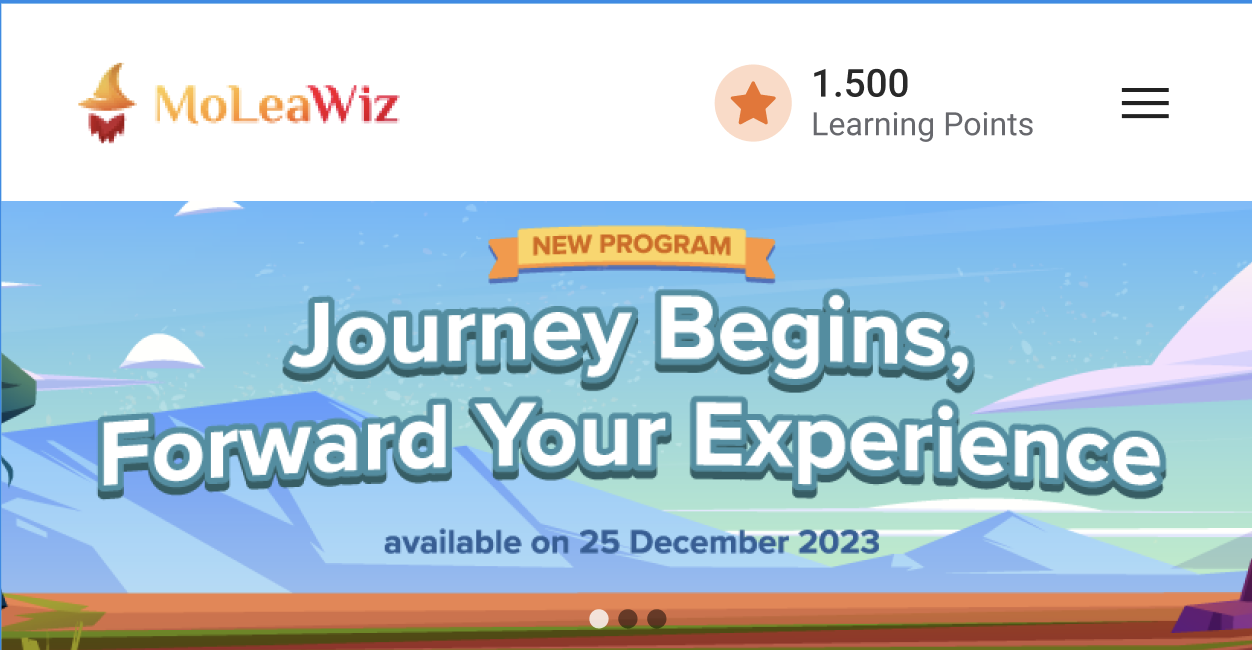 MoLeaWiz
1.500
Learning Points
NEW PROGRAM
Journey Begins,
Forward Your Experience
available on 25 December 2023